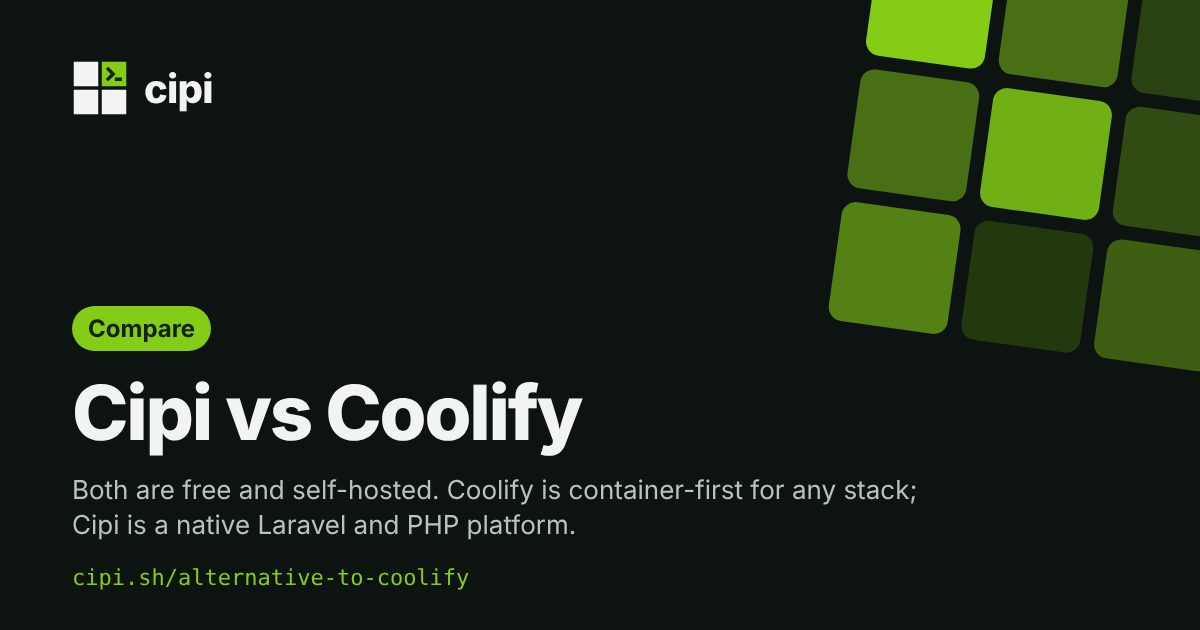 cipi
Compare
Cipi vs Coolify
Both are free and self-hosted. Coolify is container-first for any stack;
Cipi is a native Laravel and PHP platform.
cipi.sh/alternative-to-coolify